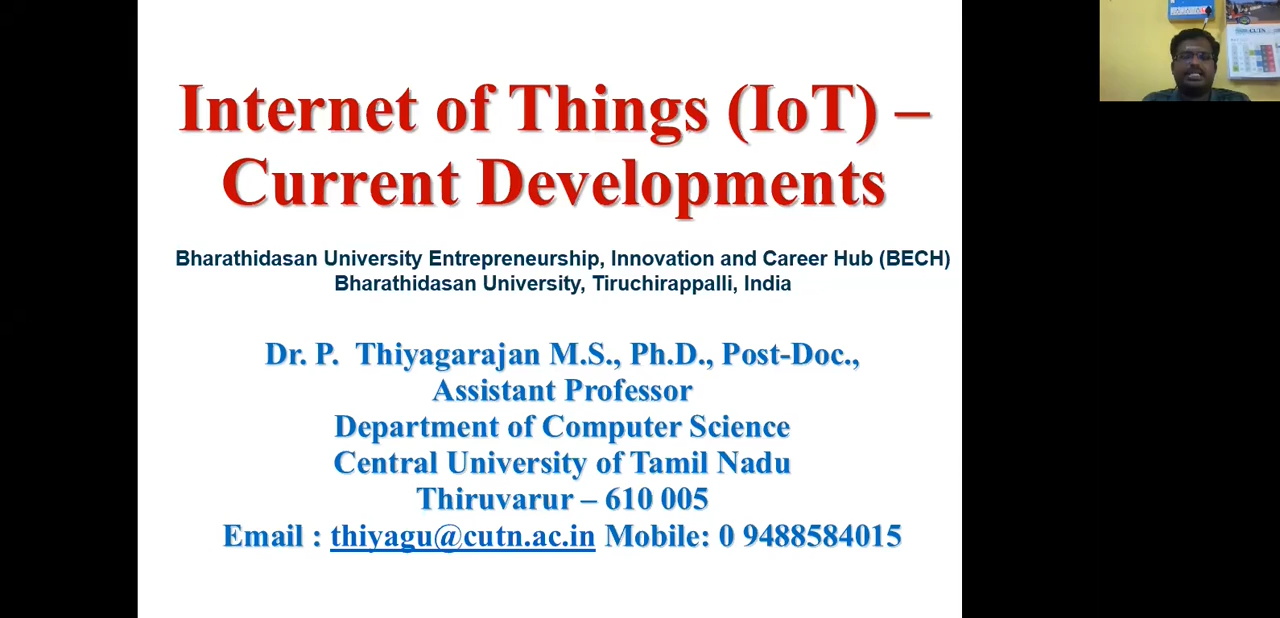 Internet of Things (IoT) –
Current Developments
Bharathidasan University Entrepreneurship, Innovation and Career Hub (BECH)
Bharathidasan University, Tiruchirappalli, India
Dr. P. Thiyagarajan M.S., Ph.D., Post-Doc.,
Assistant Professor
Department of Computer Science
Central University of Tamil Nadu
Thiruvarur – 610 005
Email : thiyagu@cutn.ac.in Mobile: 0 9488584015
CUTN